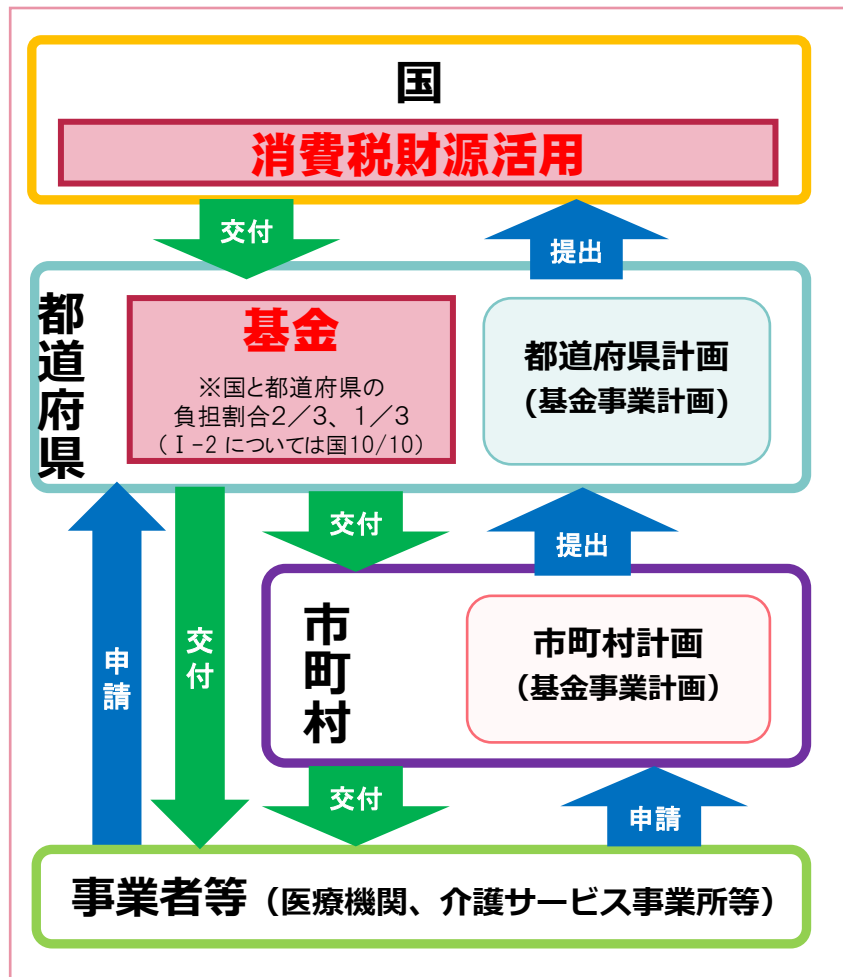 国
消費税財源活用
交付
提出
都道府県
基金
※国と都道府県の
負担割合2／3、1／3
(Ⅰ-2 については国10/10)
都道府県計画
(基金事業計画)
交付
提出
申請
交付
市町村
市町村計画
（基金事業計画）
交付
申請
事業者等（医療機関、介護サービス事業所等）